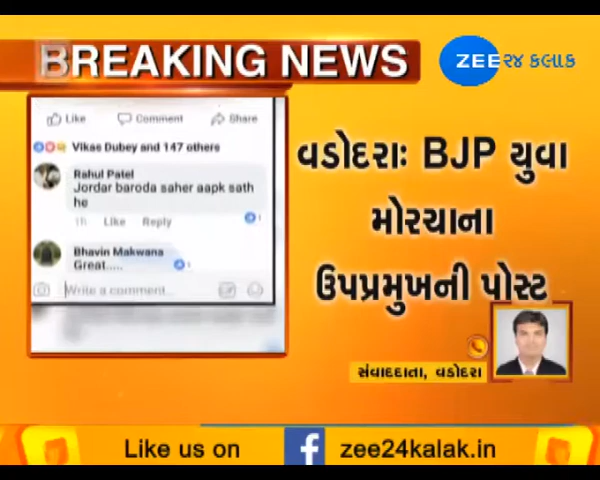 BREAKING NEWS
ZEE ૨૪ કલાક
Like Comment Share
Vikas Dubey and 147 others
Rahul Patel
Jordar baroda saher aapk sath
he
1h Like Reply 1
Bhavin Makwana
Great..... 1
Write a comment...
વડોદરાઃ BJP યુવા
મોરચાના
ઉપપ્રમુખની પોસ્ટ
સંવાદદાતા, વડોદરા
Like us on f zee24kalak.in